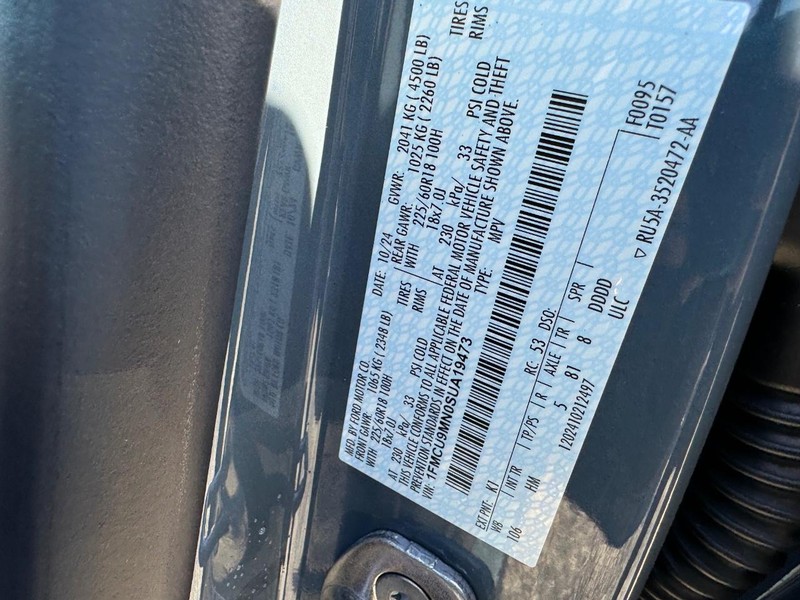 MFD. BY FORD MOTOR CO.
DATE: 10/24 GVWR: 2041 KG ( 4500 LB)
FRONT GAWR: 1065 KG ( 2348 LB) REAR GAWR: 1025 KG ( 2260 LB)
WITH 225/60R18 100H TIRES WITH 225/60R18 100H TIRES
18x7.0J RIMS 18x7.0J RIMS
AT 230 kPa/ 33 PSI COLD AT 230 kPa/ 33 PSI COLD
THIS VEHICLE CONFORMS TO ALL APPLICABLE FEDERAL MOTOR VEHICLE SAFETY AND THEFT
PREVENTION STANDARDS IN EFFECT ON THE DATE OF MANUFACTURE SHOWN ABOVE.
VIN: 1FMCU9MN0SUA19473 TYPE: MPV
EXT PNT: K1 RC: 53 DSO: F0095
WB INT TR TP/PS R AXLE TR SPR T0157
106 HM 5 81 8 DDDD
1202410212497 ULC
▽ RU5A-3520472-AA